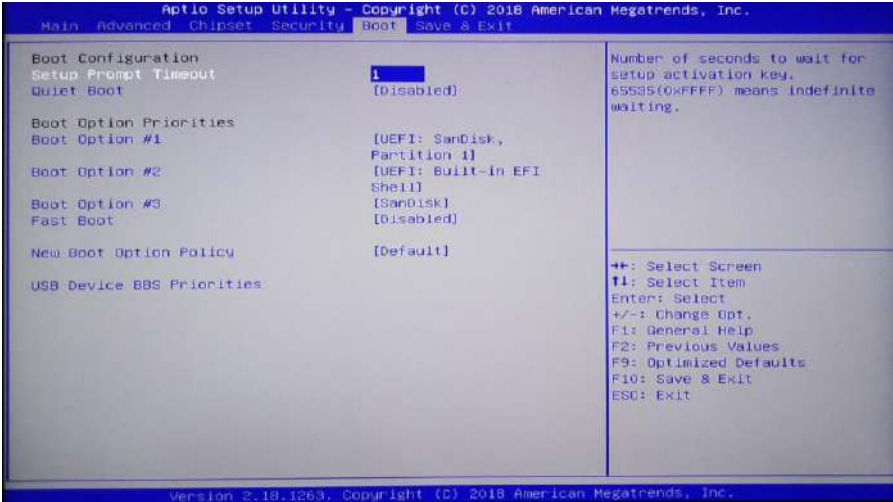 Aptio Setup Utility - Copyright (C) 2018 American Megatrends, Inc.
Main Advanced Chipset Security Boot Save & Exit
Boot Configuration
Setup Prompt Timeout 1
Quiet Boot [Disabled]
Boot Option Priorities
Boot Option #1 [UEFI: SanDisk,
Partition 1]
Boot Option #2 [UEFI: Built-in EFI
Shell]
Boot Option #3 [SanDisk]
Fast Boot [Disabled]
New Boot Option Policy [Default]
USB Device BBS Priorities
Number of seconds to wait for
setup activation key.
65535(0xFFFF) means indefinite
waiting.
→←: Select Screen
↑↓: Select Item
Enter: Select
+/-: Change Opt.
F1: General Help
F2: Previous Values
F9: Optimized Defaults
F10: Save & Exit
ESC: Exit
Version 2.18.1263. Copyright (C) 2018 American Megatrends, Inc.